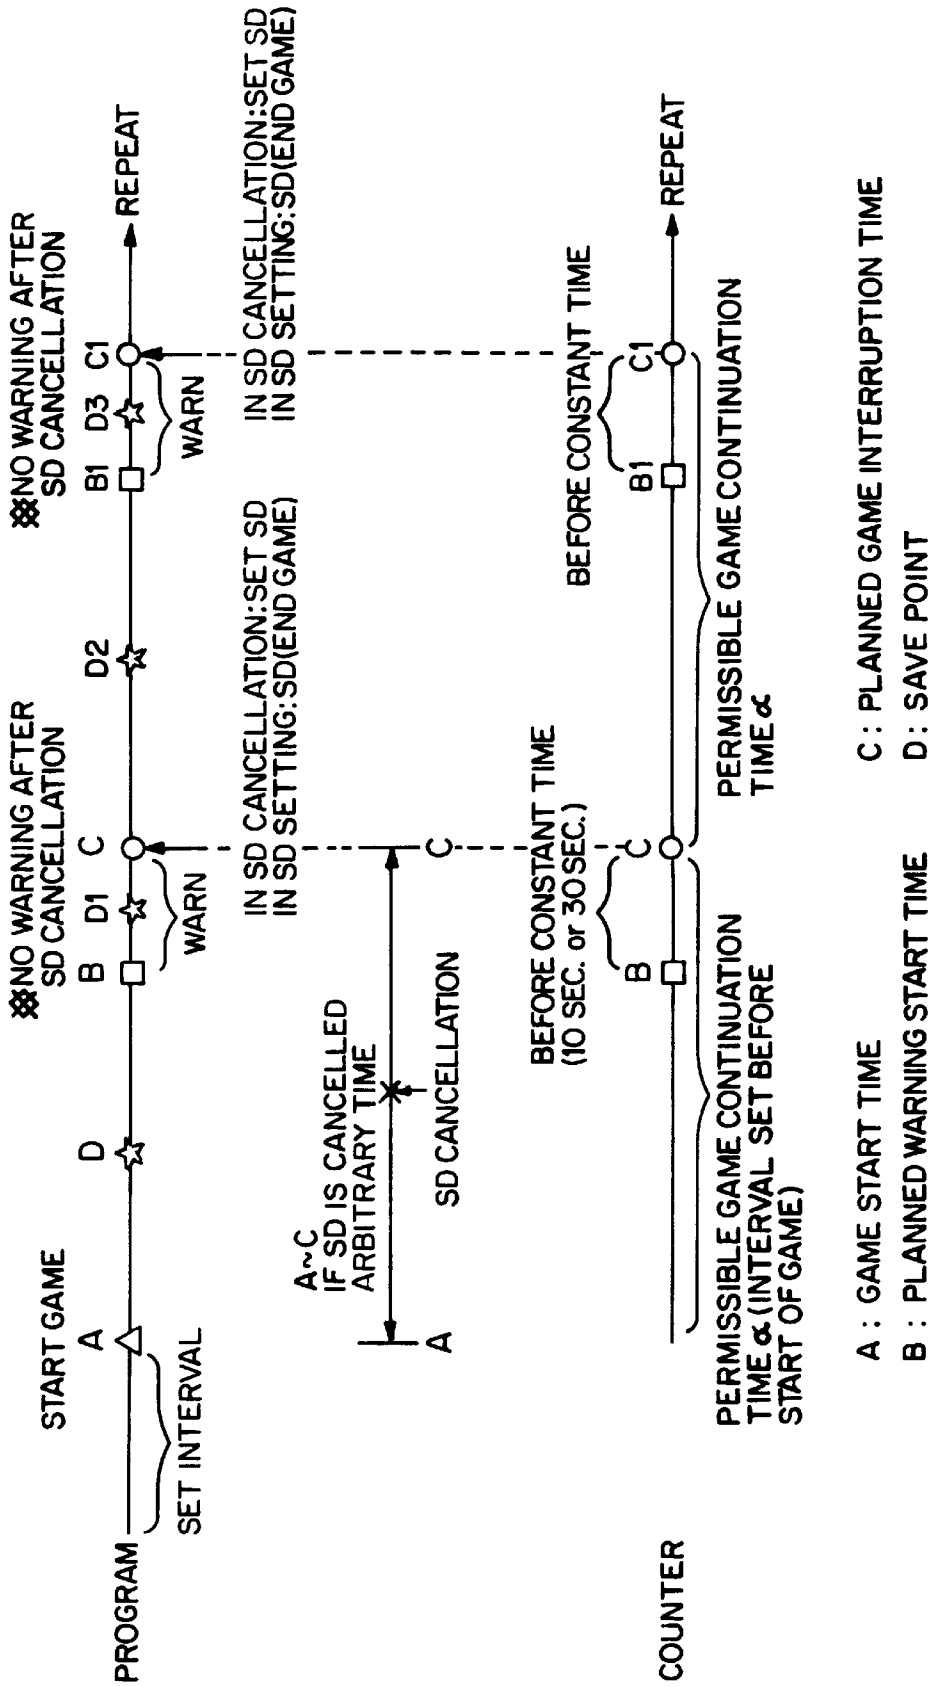 ※NO WARNING AFTER
SD CANCELLATION
※NO WARNING AFTER
SD CANCELLATION
START GAME
A
D
B
D1
C
D2
B1
D3
C1
PROGRAM
REPEAT
SET INTERVAL
WARN
WARN
IN SD CANCELLATION:SET SD
IN SD SETTING:SD(END GAME)
IN SD CANCELLATION:SET SD
IN SD SETTING:SD(END GAME)
A~C
IF SD IS CANCELLED
ARBITRARY TIME
A
C
SD CANCELLATION
BEFORE CONSTANT TIME
(10 SEC. or 30 SEC.)
BEFORE CONSTANT TIME
B
C
B1
C1
COUNTER
REPEAT
PERMISSIBLE GAME CONTINUATION
TIME α (INTERVAL SET BEFORE
START OF GAME)
PERMISSIBLE GAME CONTINUATION
TIME α
A : GAME START TIME
B : PLANNED WARNING START TIME
C : PLANNED GAME INTERRUPTION TIME
D : SAVE POINT